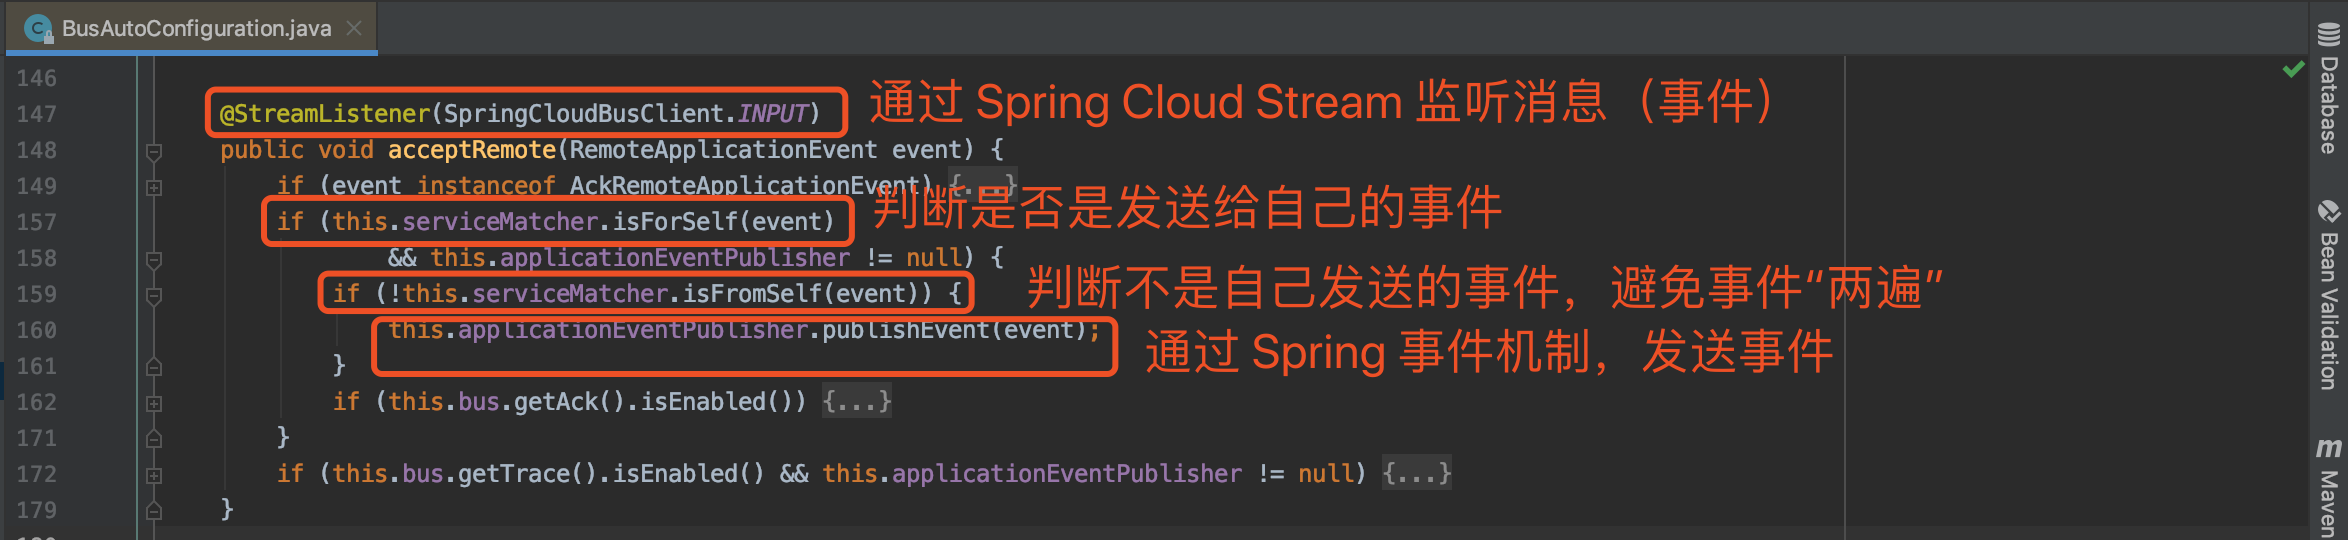 BusAutoConfiguration.java
146
147 @StreamListener(SpringCloudBusClient.INPUT) 通过 Spring Cloud Stream 监听消息（事件）
148 public void acceptRemote(RemoteApplicationEvent event) {
149 if (event instanceof AckRemoteApplicationEvent) {...}
157 if (this.serviceMatcher.isForSelf(event) 判断是否是发送给自己的事件
158 && this.applicationEventPublisher != null) {
159 if (!this.serviceMatcher.isFromSelf(event)) { 判断不是自己发送的事件，避免事件“两遍”
160 this.applicationEventPublisher.publishEvent(event); 通过 Spring 事件机制，发送事件
161 }
162 if (this.bus.getAck().isEnabled()) {...}
171 }
172 if (this.bus.getTrace().isEnabled() && this.applicationEventPublisher != null) {...}
179 }
Database
Bean Validation
Maven